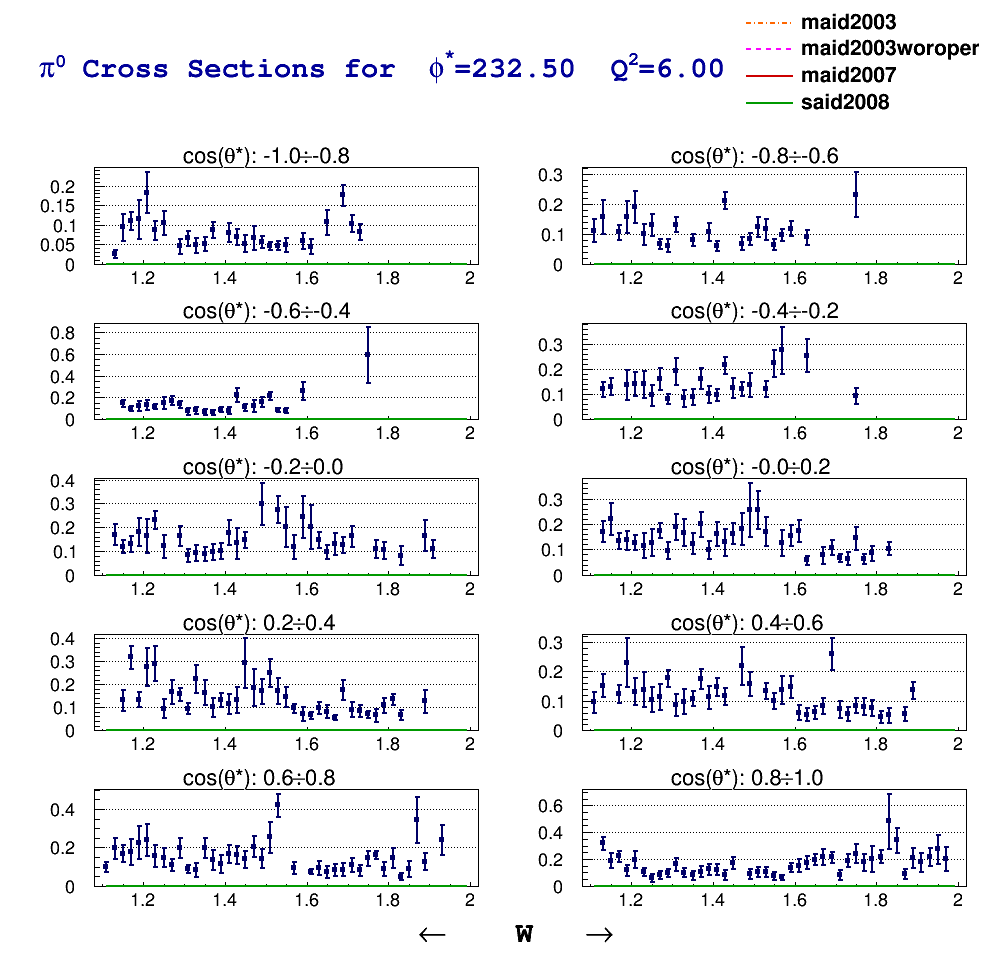 maid2003
maid2003woroper
maid2007
said2008
π⁰ Cross Sections for ϕ*=232.50 Q²=6.00
cos(θ*): -1.0÷-0.8
0.2
0.15
0.1
0.05
0
1.2 1.4 1.6 1.8 2
cos(θ*): -0.8÷-0.6
0.3
0.2
0.1
0
1.2 1.4 1.6 1.8 2
cos(θ*): -0.6÷-0.4
0.8
0.6
0.4
0.2
0
1.2 1.4 1.6 1.8 2
cos(θ*): -0.4÷-0.2
0.3
0.2
0.1
0
1.2 1.4 1.6 1.8 2
cos(θ*): -0.2÷0.0
0.4
0.3
0.2
0.1
0
1.2 1.4 1.6 1.8 2
cos(θ*): -0.0÷0.2
0.3
0.2
0.1
0
1.2 1.4 1.6 1.8 2
cos(θ*): 0.2÷0.4
0.4
0.3
0.2
0.1
0
1.2 1.4 1.6 1.8 2
cos(θ*): 0.4÷0.6
0.3
0.2
0.1
0
1.2 1.4 1.6 1.8 2
cos(θ*): 0.6÷0.8
0.4
0.2
0
1.2 1.4 1.6 1.8 2
cos(θ*): 0.8÷1.0
0.6
0.4
0.2
0
1.2 1.4 1.6 1.8 2
← W →